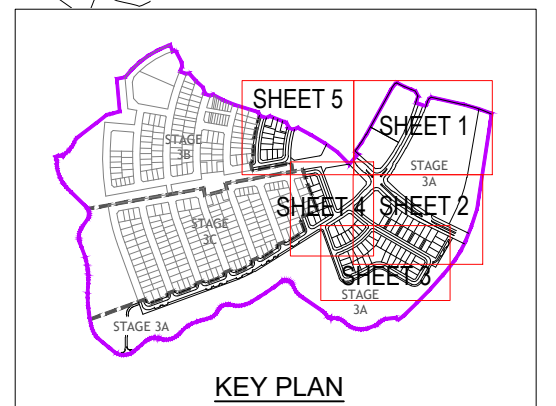 SHEET 5
SHEET 1
STAGE
3B
STAGE
3A
SHEET 4
SHEET 2
STAGE
3C
SHEET 3
STAGE
3A
STAGE 3A
KEY PLAN